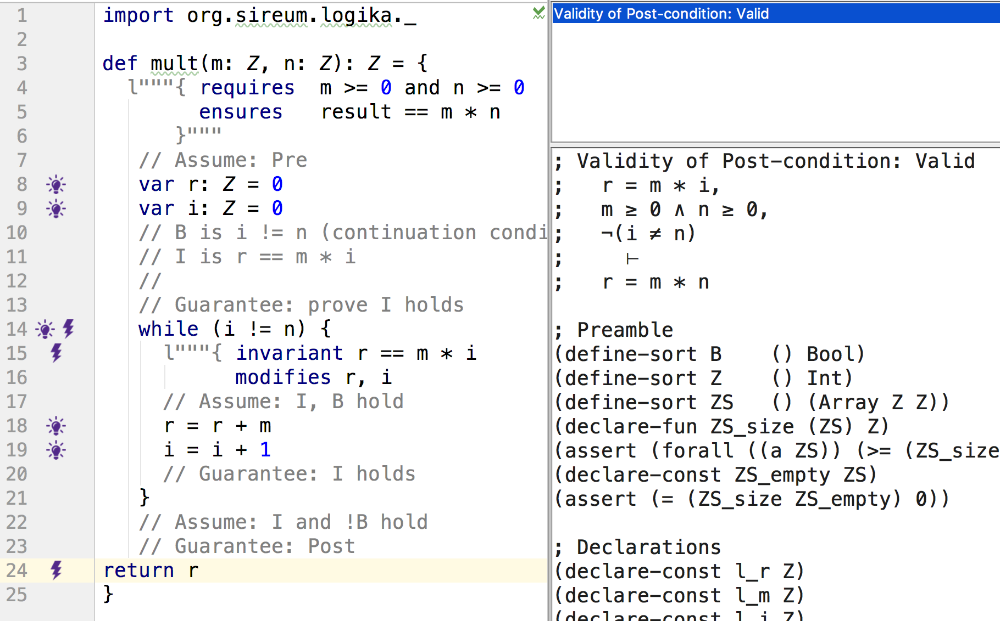 1 import org.sireum.logika._
2
3 def mult(m: Z, n: Z): Z = {
4 l"""{ requires m >= 0 and n >= 0
5 ensures result == m * n
6 }"""
7 // Assume: Pre
8 var r: Z = 0
9 var i: Z = 0
10 // B is i != n (continuation condi
11 // I is r == m * i
12 //
13 // Guarantee: prove I holds
14 while (i != n) {
15 l"""{ invariant r == m * i
16 modifies r, i
17 // Assume: I, B hold
18 r = r + m
19 i = i + 1
20 // Guarantee: I holds
21 }
22 // Assume: I and !B hold
23 // Guarantee: Post
24 return r
25 }
Validity of Post-condition: Valid
; Validity of Post-condition: Valid
; r = m * i,
; m ≥ 0 ∧ n ≥ 0,
; ¬(i ≠ n)
; ⊢
; r = m * n
; Preamble
(define-sort B () Bool)
(define-sort Z () Int)
(define-sort ZS () (Array Z Z))
(declare-fun ZS_size (ZS) Z)
(assert (forall ((a ZS)) (>= (ZS_size
(declare-const ZS_empty ZS)
(assert (= (ZS_size ZS_empty) 0))
; Declarations
(declare-const l_r Z)
(declare-const l_m Z)
(declare-const l_i Z)